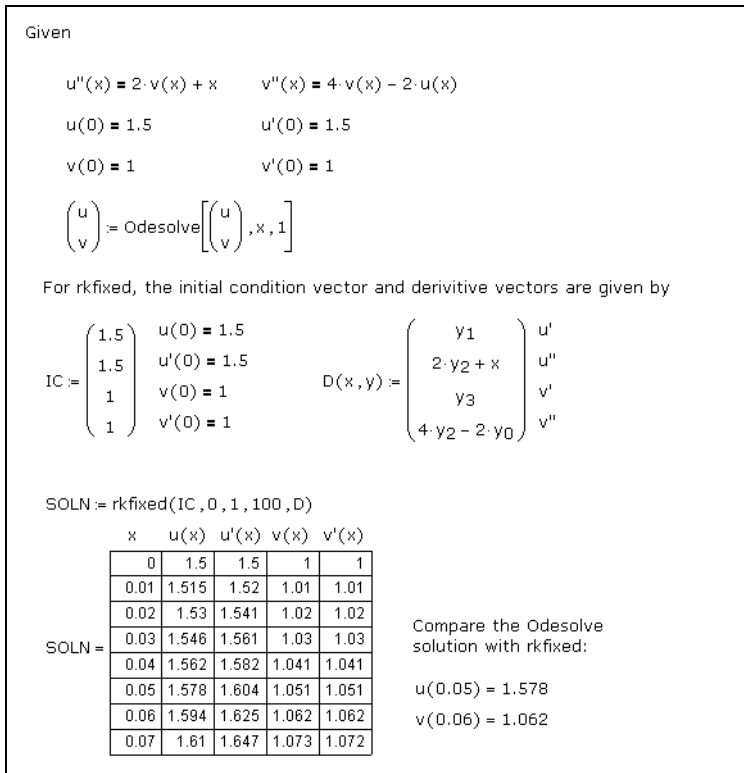 Given
u"(x) = 2·v(x) + x    v"(x) = 4·v(x) − 2·u(x)
u(0) = 1.5    u'(0) = 1.5
v(0) = 1    v'(0) = 1
(u v) := Odesolve[(u v), x, 1]
For rkfixed, the initial condition vector and derivitive vectors are given by
IC := (1.5 1.5 1 1)
u(0) = 1.5
u'(0) = 1.5
v(0) = 1
v'(0) = 1
D(x,y) := (y1 2·y2 + x y3 4·y2 − 2·y0)
u'
u"
v'
v"
SOLN := rkfixed(IC,0,1,100,D)
x u(x) u'(x) v(x) v'(x)
SOLN =
0 1.5 1.5 1 1
0.01 1.515 1.52 1.01 1.01
0.02 1.53 1.541 1.02 1.02
0.03 1.546 1.561 1.03 1.03
0.04 1.562 1.582 1.041 1.041
0.05 1.578 1.604 1.051 1.051
0.06 1.594 1.625 1.062 1.062
0.07 1.61 1.647 1.073 1.072
Compare the Odesolve
solution with rkfixed:
u(0.05) = 1.578
v(0.06) = 1.062